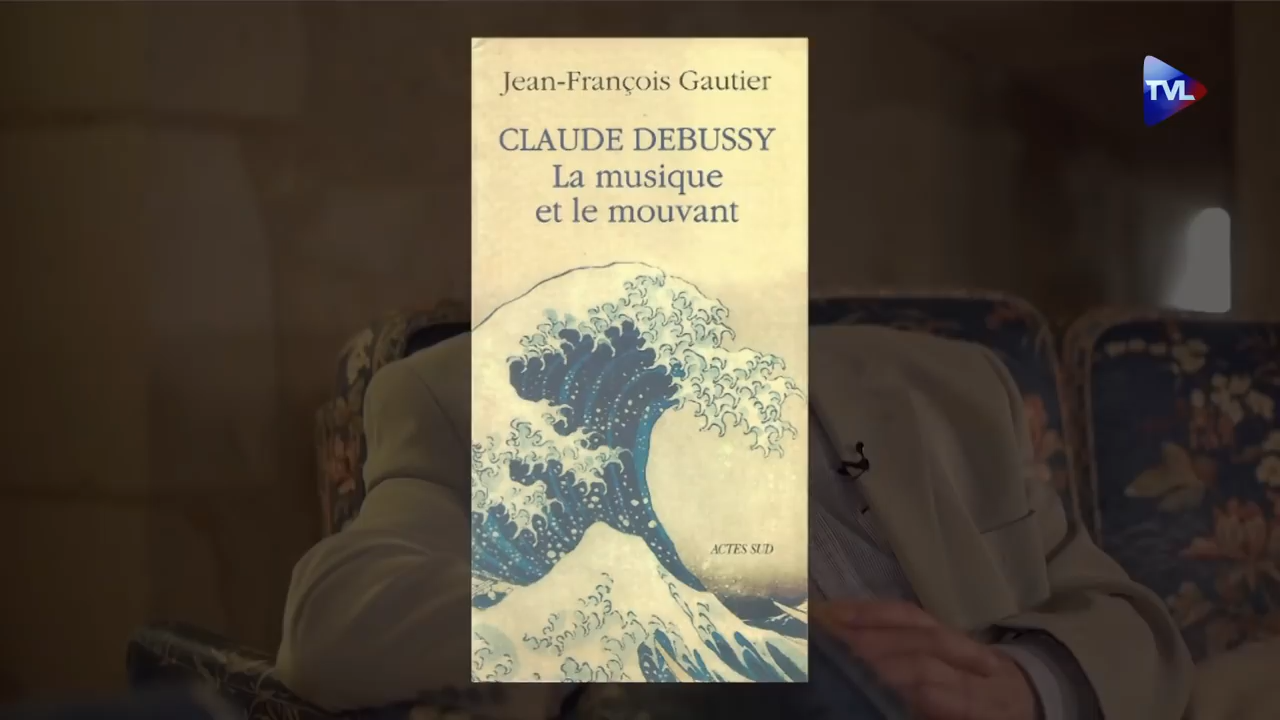 Jean-François Gautier
CLAUDE DEBUSSY
La musique
et le mouvant
ACTES SUD
TVL